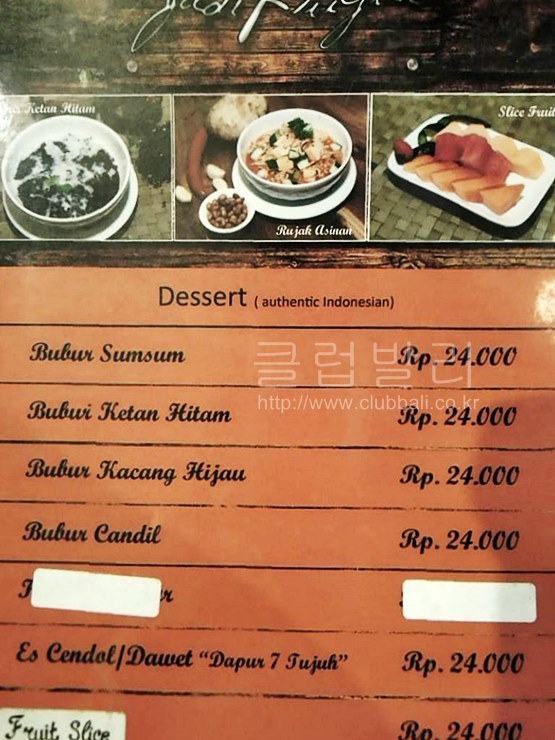 Ketan Hitam
Rujak Asinan
Slice Fruit
Dessert ( authentic Indonesian)
Bubur Sumsum Rp. 24.000
클럽빌리
http://www.clubbali.co.kr
Bubur Ketan Hitam Rp. 24.000
Bubur Kacang Hijau Rp. 24.000
Bubur Candil Rp. 24.000
Es Cendol/Dawet "Dapur 7 Tujuh" Rp. 24.000
Fruit Slice Rp. 24.000